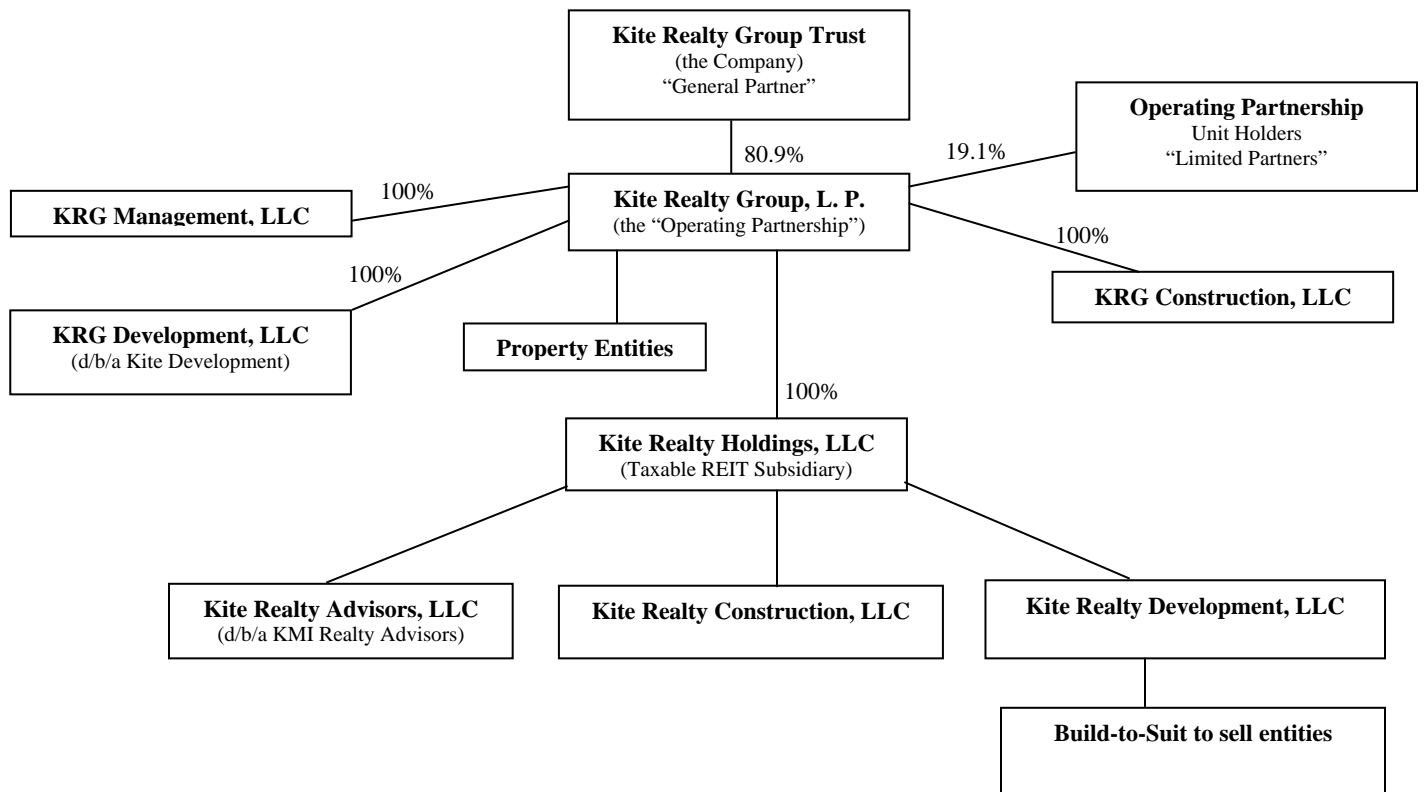 Kite Realty Group Trust
(the Company)
“General Partner”
Operating Partnership
Unit Holders
“Limited Partners”
80.9%
19.1%
100%
KRG Management, LLC
Kite Realty Group, L. P.
(the “Operating Partnership”)
100%
KRG Construction, LLC
100%
KRG Development, LLC
(d/b/a Kite Development)
Property Entities
100%
Kite Realty Holdings, LLC
(Taxable REIT Subsidiary)
Kite Realty Advisors, LLC
(d/b/a KMI Realty Advisors)
Kite Realty Construction, LLC
Kite Realty Development, LLC
Build-to-Suit to sell entities